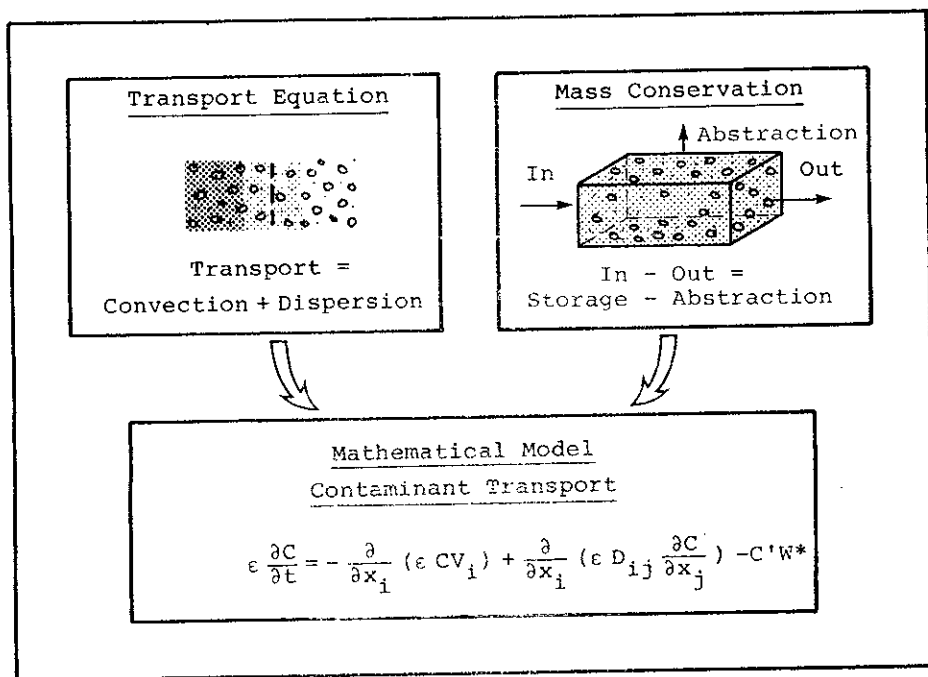 Transport Equation
Transport =
Convection + Dispersion
Mass Conservation
Abstraction
In
Out
In - Out =
Storage - Abstraction
Mathematical Model
Contaminant Transport
ε ∂C/∂t = - ∂/∂x_i (ε CV_i) + ∂/∂x_i (ε D_ij ∂C/∂x_j) -C'W*